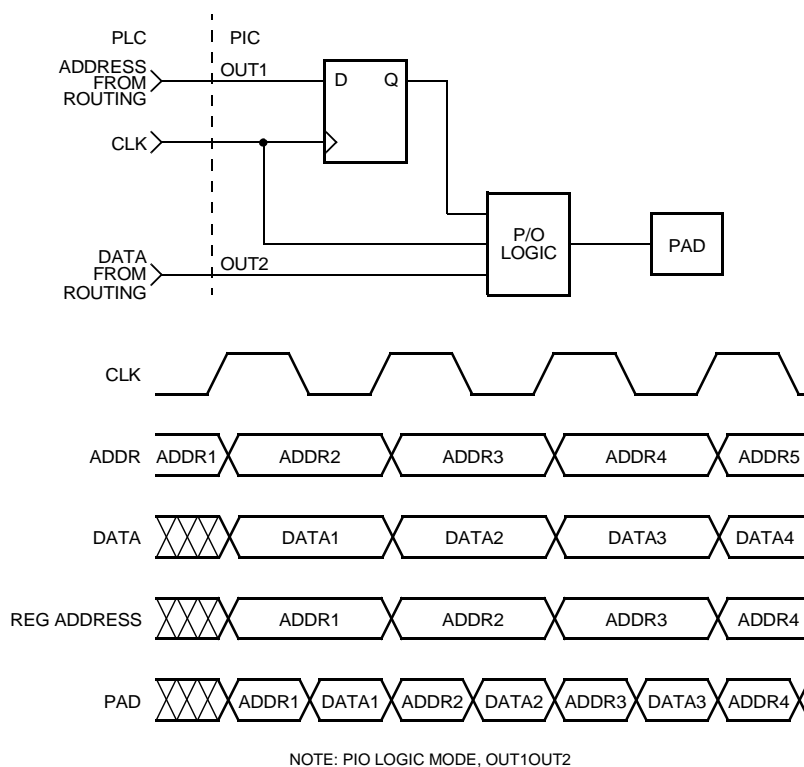 PLC PIC
ADDRESS
FROM
ROUTING
OUT1
D Q
CLK
DATA
FROM
ROUTING
OUT2
P/O
LOGIC
PAD
CLK
ADDR ADDR1 ADDR2 ADDR3 ADDR4 ADDR5
DATA DATA1 DATA2 DATA3 DATA4
REG ADDRESS ADDR1 ADDR2 ADDR3 ADDR4
PAD ADDR1 DATA1 ADDR2 DATA2 ADDR3 DATA3 ADDR4
NOTE: PIO LOGIC MODE, OUT1OUT2